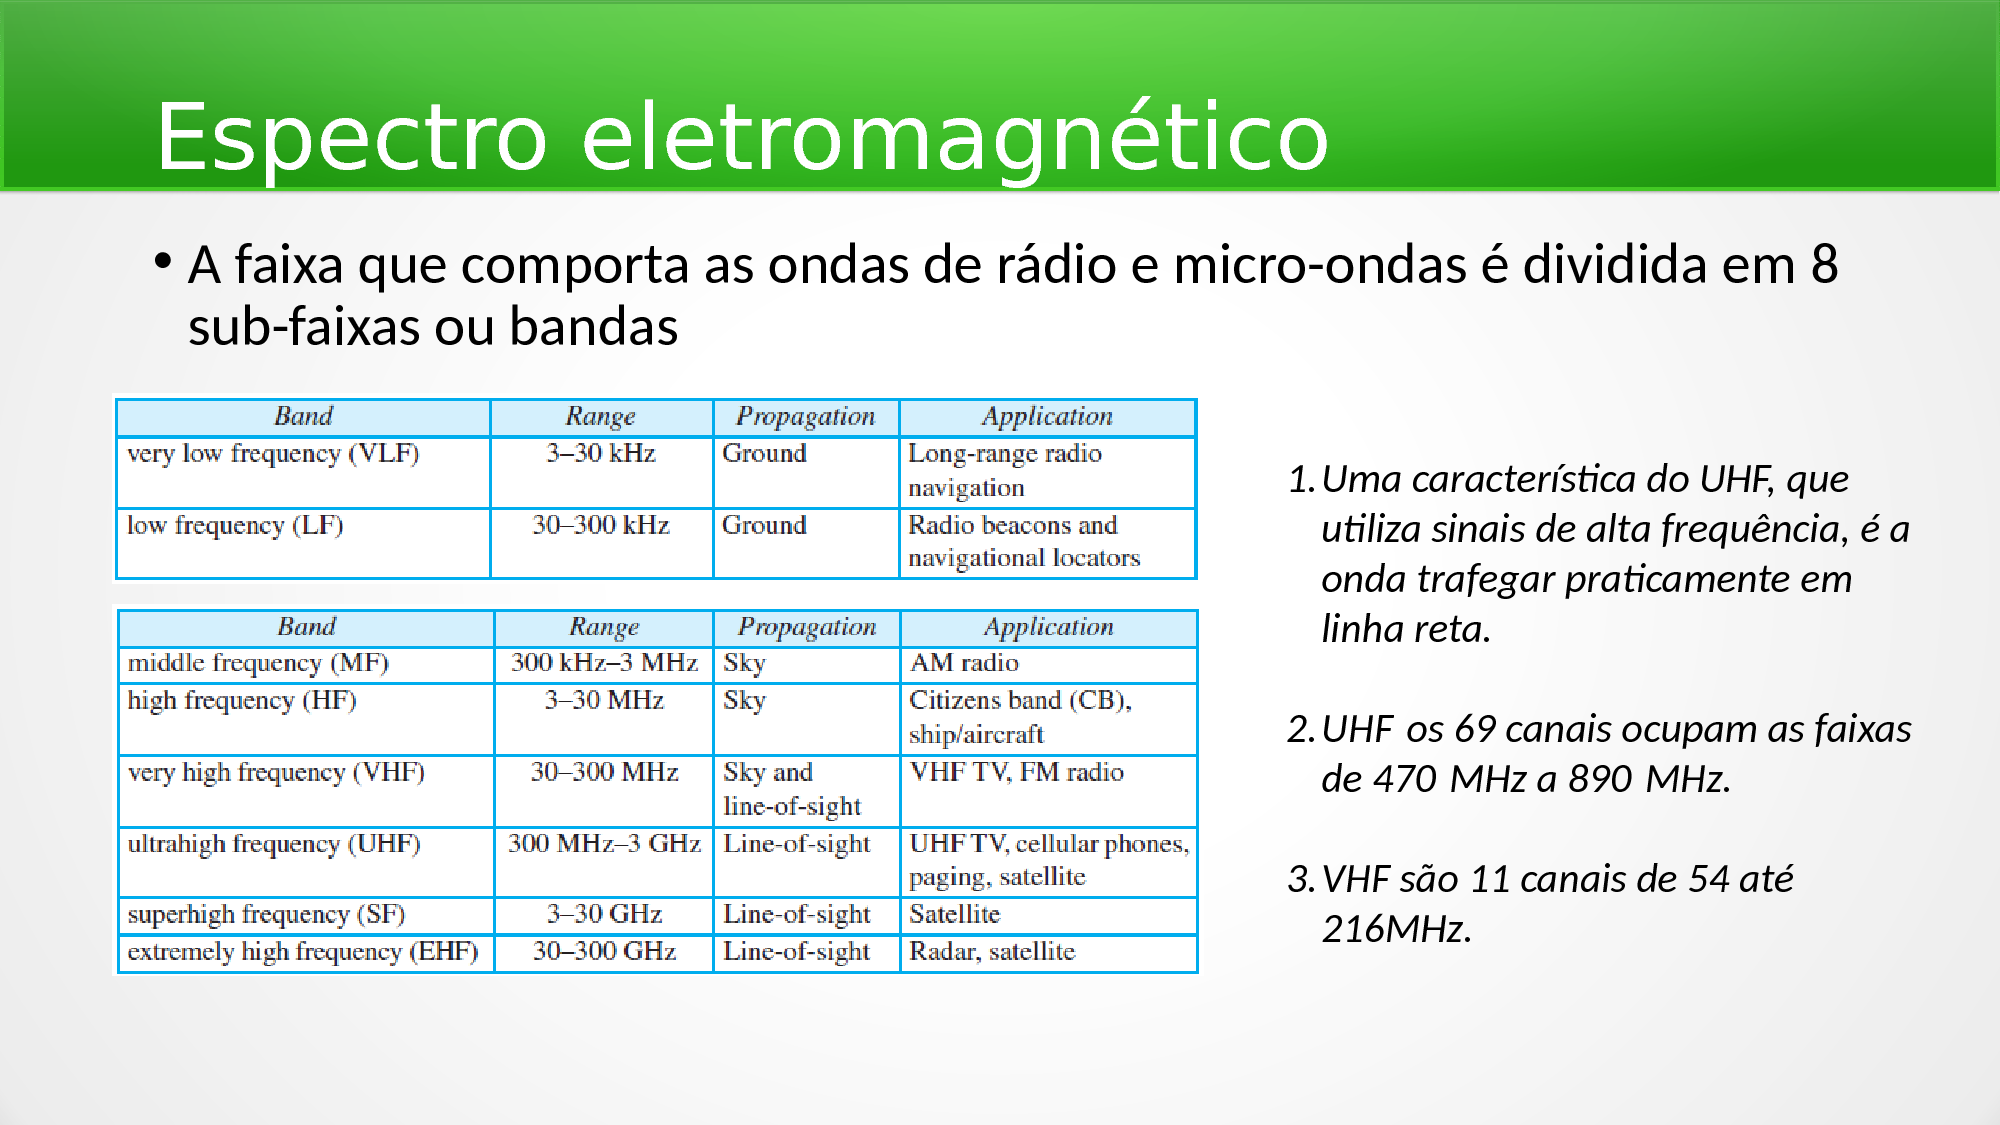 Espectro eletromagnético
• A faixa que comporta as ondas de rádio e micro-ondas é dividida em 8
sub-faixas ou bandas
Band Range Propagation Application
very low frequency (VLF) 3–30 kHz Ground Long-range radio
navigation
low frequency (LF) 30–300 kHz Ground Radio beacons and
navigational locators
Band Range Propagation Application
middle frequency (MF) 300 kHz–3 MHz Sky AM radio
high frequency (HF) 3–30 MHz Sky Citizens band (CB),
ship/aircraft
very high frequency (VHF) 30–300 MHz Sky and VHF TV, FM radio
line-of-sight
ultrahigh frequency (UHF) 300 MHz–3 GHz Line-of-sight UHF TV, cellular phones,
paging, satellite
superhigh frequency (SF) 3–30 GHz Line-of-sight Satellite
extremely high frequency (EHF) 30–300 GHz Line-of-sight Radar, satellite
1. Uma característica do UHF, que
utiliza sinais de alta frequência, é a
onda trafegar praticamente em
linha reta.
2. UHF os 69 canais ocupam as faixas
de 470 MHz a 890 MHz.
3. VHF são 11 canais de 54 até
216MHz.